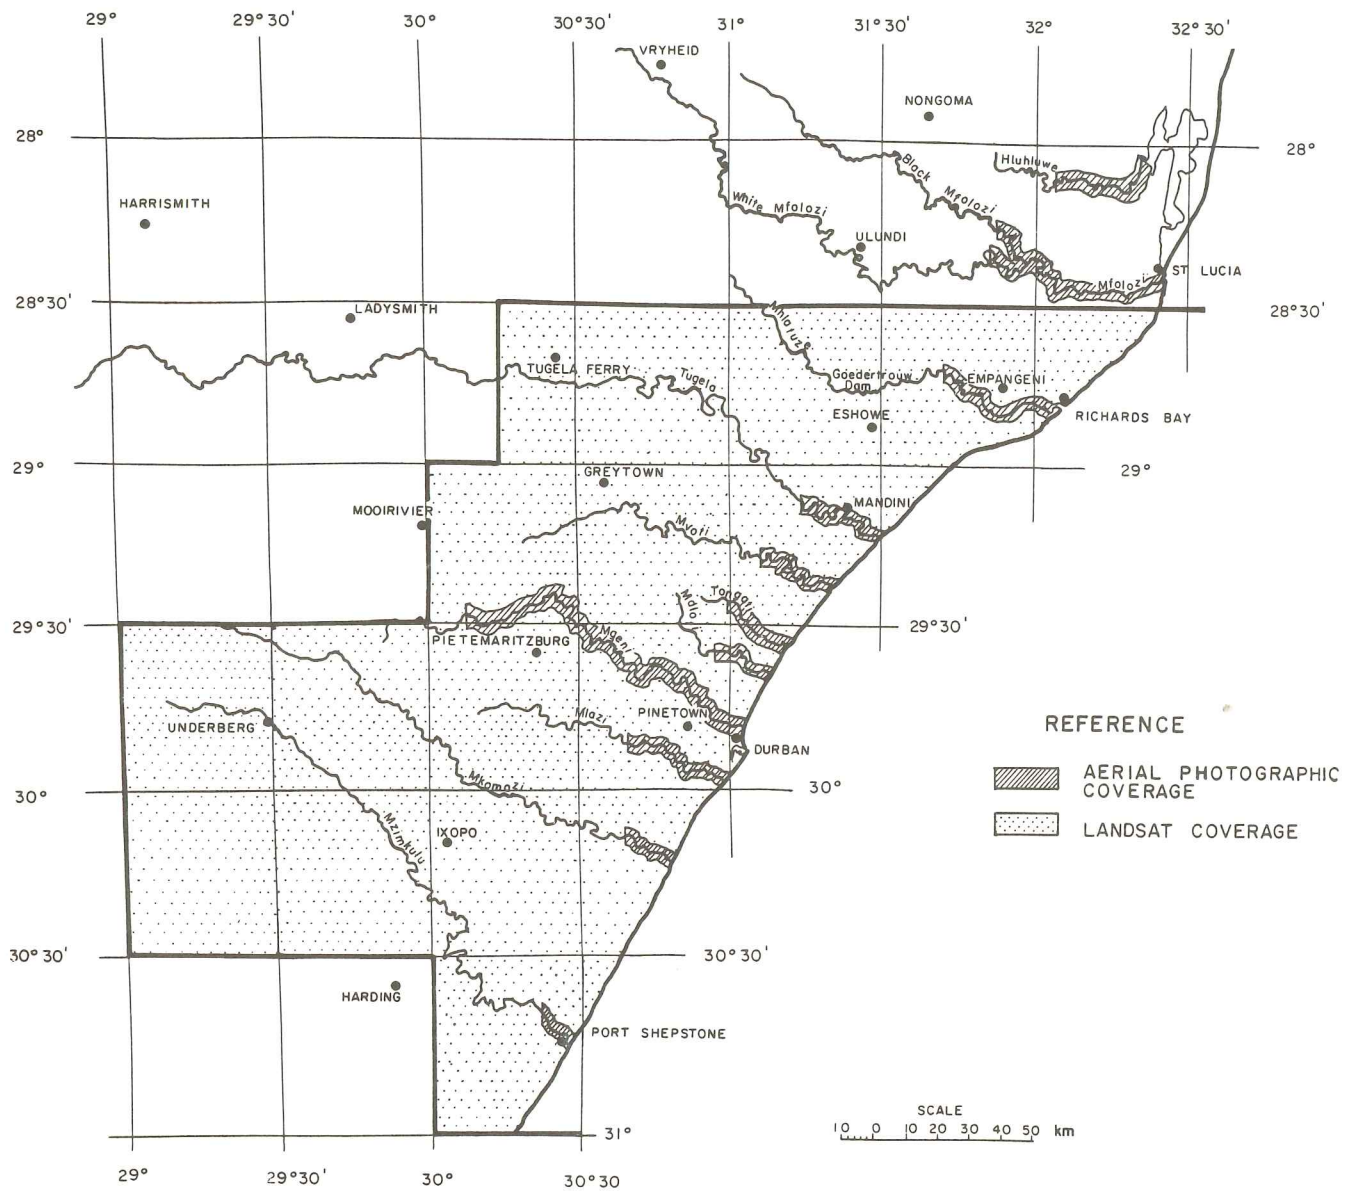 29° 29° 30' 30° 30° 30' 31° 31° 30' 32° 32° 30'
VRYHEID
NONGOMA
28° 28°
Hluhluwe
Black Mfolozi
HARRISMITH
White Mfolozi
ULUNDI
ST LUCIA
Mfolozi
28° 30' 28° 30'
LADYSMITH
Mhlatuze
TUGELA FERRY
Tugela
Goedertrouw
Dam
EMPANGENI
ESHOWE
RICHARDS BAY
29°
GREYTOWN
MANDINI
MOOIRIVIER
Mvoti
Tongati
Mdlo
29° 30' 29° 30'
PIETEMARITZBURG
Mgeni
PINETOWN
Mlazi
UNDERBERG
DURBAN
REFERENCE
AERIAL PHOTOGRAPHIC
COVERAGE
LANDSAT COVERAGE
Mkomazi
30° 30°
Mzimkulu
IXOPO
30° 30' 30° 30'
HARDING
PORT SHEPSTONE
SCALE
10 0 10 20 30 40 50 km
31°
29° 29° 30' 30° 30° 30'